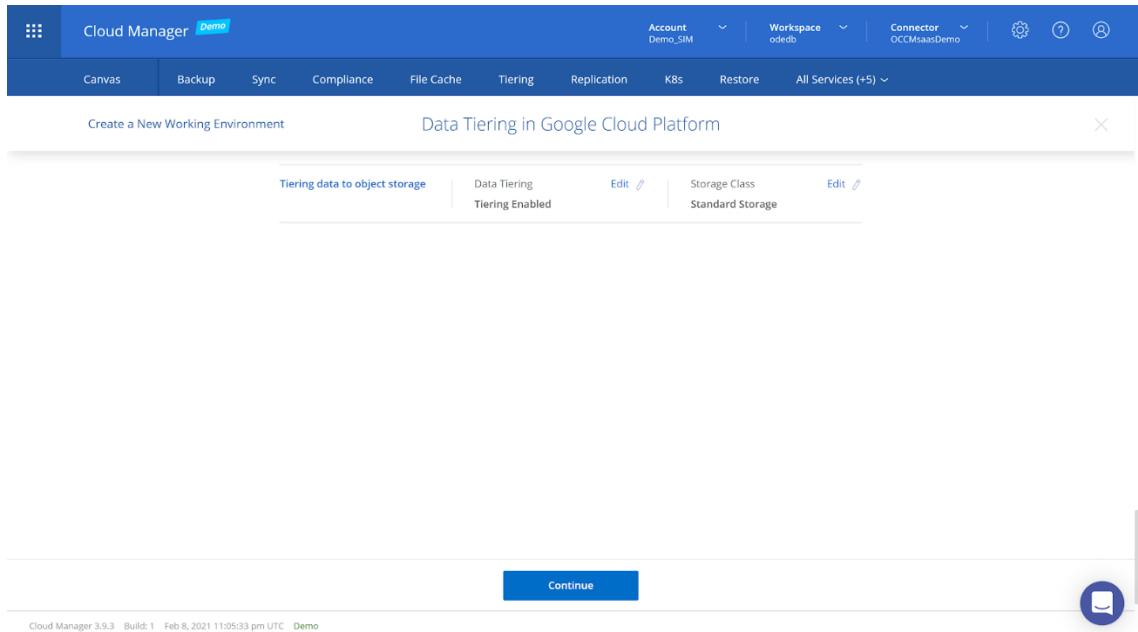 Cloud Manager Demo
Account
Demo_SIM
Workspace
odedb
Connector
OCCMsaasDemo
Canvas Backup Sync Compliance File Cache Tiering Replication K8s Restore All Services (+5)
Create a New Working Environment
Data Tiering in Google Cloud Platform
Tiering data to object storage
Data Tiering Edit
Tiering Enabled
Storage Class Edit
Standard Storage
Continue
Cloud Manager 3.9.3 Build: 1 Feb 8, 2021 11:05:33 pm UTC Demo